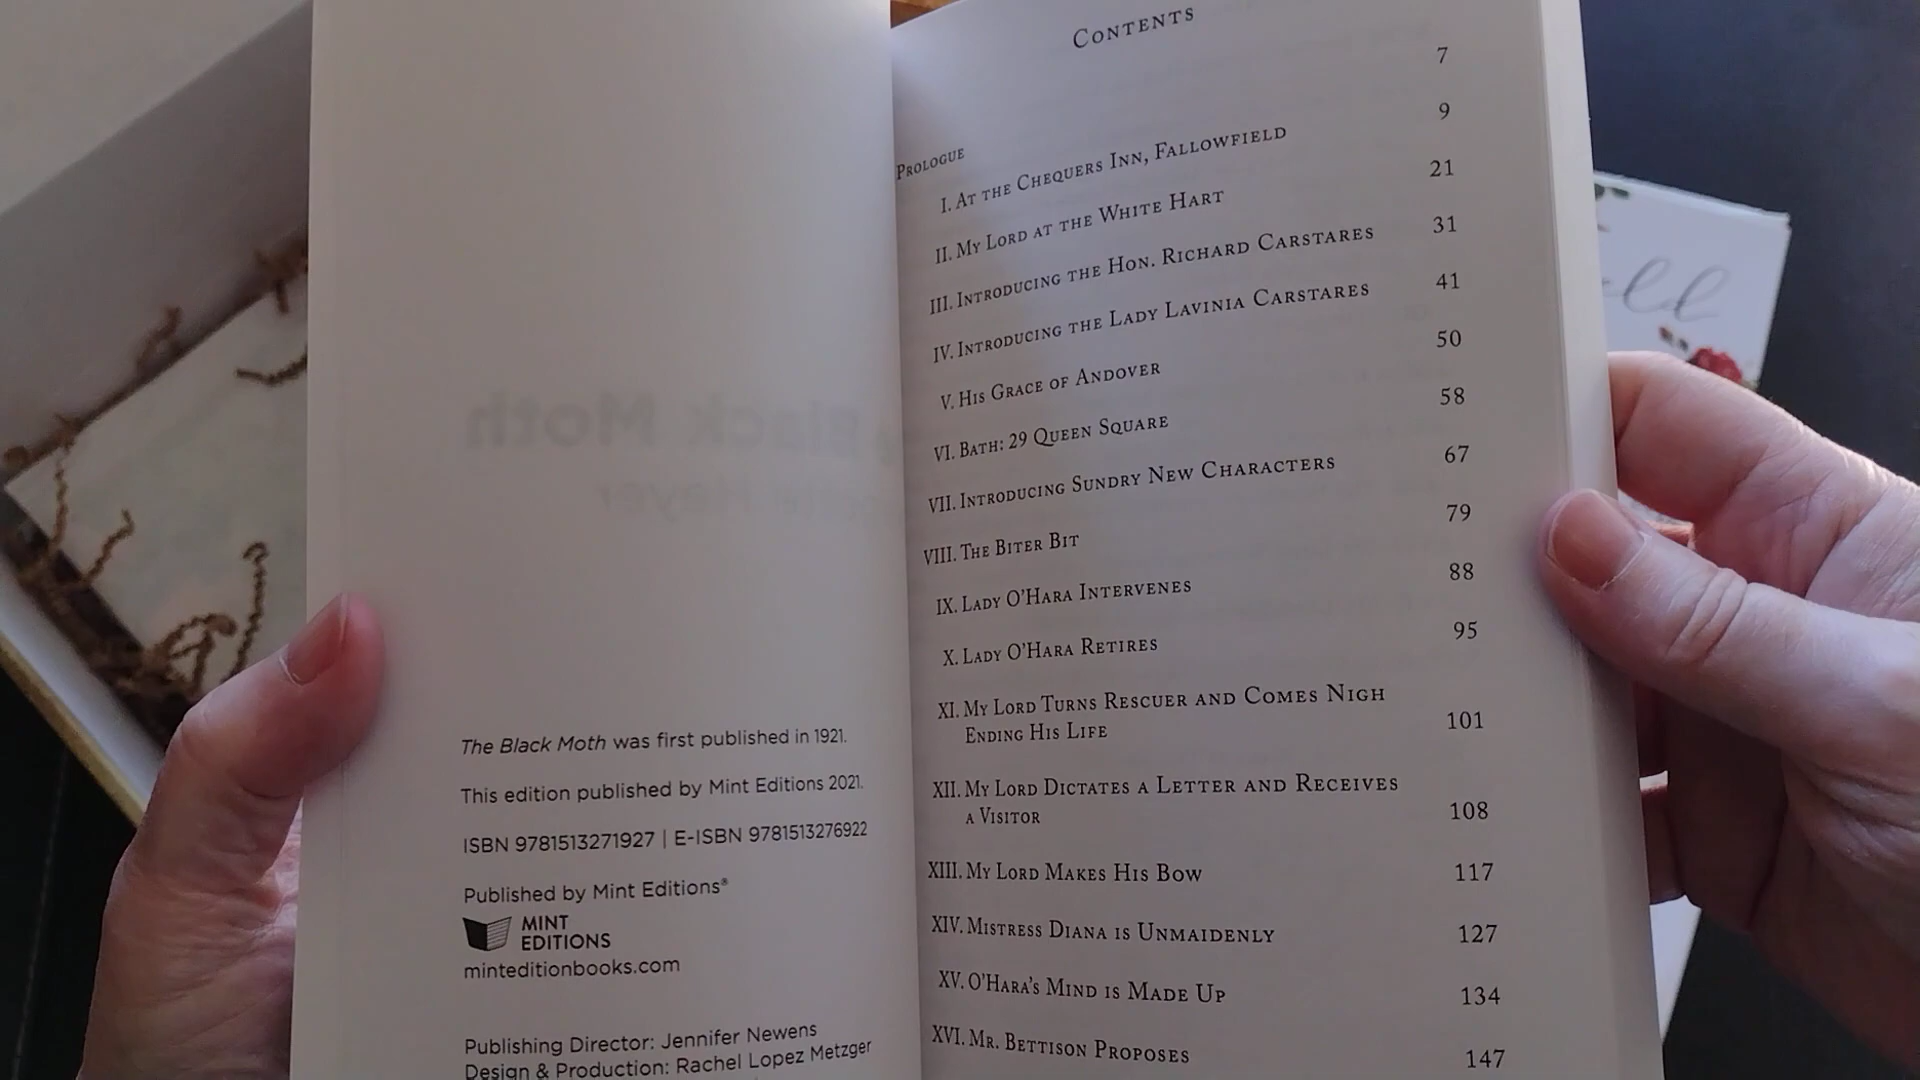 The Black Moth was first published in 1921.
This edition published by Mint Editions 2021.
ISBN 9781513271927 | E-ISBN 9781513276922
Published by Mint Editions®
MINT
EDITIONS
minteditionbooks.com
Publishing Director: Jennifer Newens
Design & Production: Rachel Lopez Metzger
CONTENTS
PROLOGUE 7
I. AT THE CHEQUERS INN, FALLOWFIELD 9
II. MY LORD AT THE WHITE HART 21
III. INTRODUCING THE HON. RICHARD CARSTARES 31
IV. INTRODUCING THE LADY LAVINIA CARSTARES 41
V. HIS GRACE OF ANDOVER 50
VI. BATH: 29 QUEEN SQUARE 58
VII. INTRODUCING SUNDRY NEW CHARACTERS 67
VIII. THE BITER BIT 79
IX. LADY O'HARA INTERVENES 88
X. LADY O'HARA RETIRES 95
XI. MY LORD TURNS RESCUER AND COMES NIGH
ENDING HIS LIFE 101
XII. MY LORD DICTATES A LETTER AND RECEIVES
A VISITOR 108
XIII. MY LORD MAKES HIS BOW 117
XIV. MISTRESS DIANA IS UNMAIDENLY 127
XV. O'HARA'S MIND IS MADE UP 134
XVI. MR. BETTISON PROPOSES 147